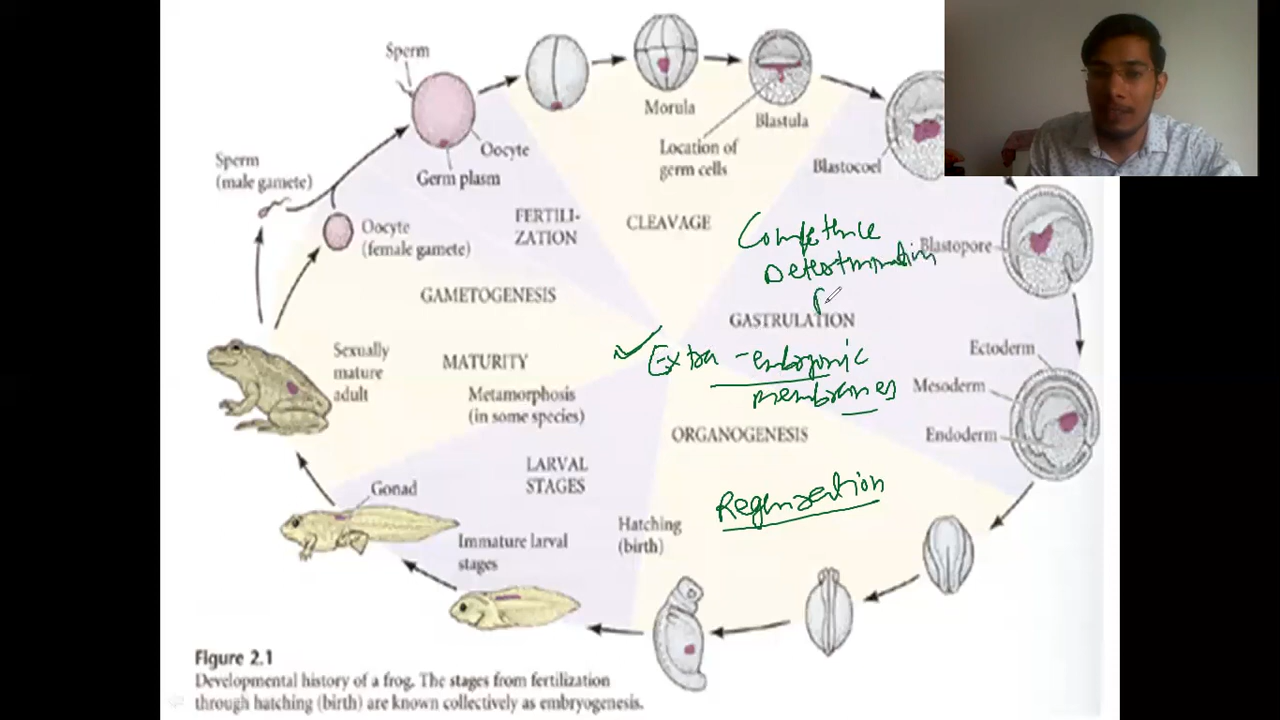 Sperm
Morula
Blastula
Sperm
(male gamete)
Oocyte
Germ plasm
Location of
germ cells
Blastocoel
Oocyte
(female gamete)
FERTILI-
ZATION
CLEAVAGE
Competence
Determination
Blastopore
GAMETOGENESIS
GASTRULATION
Extra-embryonic
membranes
Ectoderm
Mesoderm
Endoderm
Sexually
mature
adult
MATURITY
Metamorphosis
(in some species)
ORGANOGENESIS
LARVAL
STAGES
Gonad
Regeneration
Hatching
(birth)
Immature larval
stages
Figure 2.1
Developmental history of a frog. The stages from fertilization
through hatching (birth) are known collectively as embryogenesis.